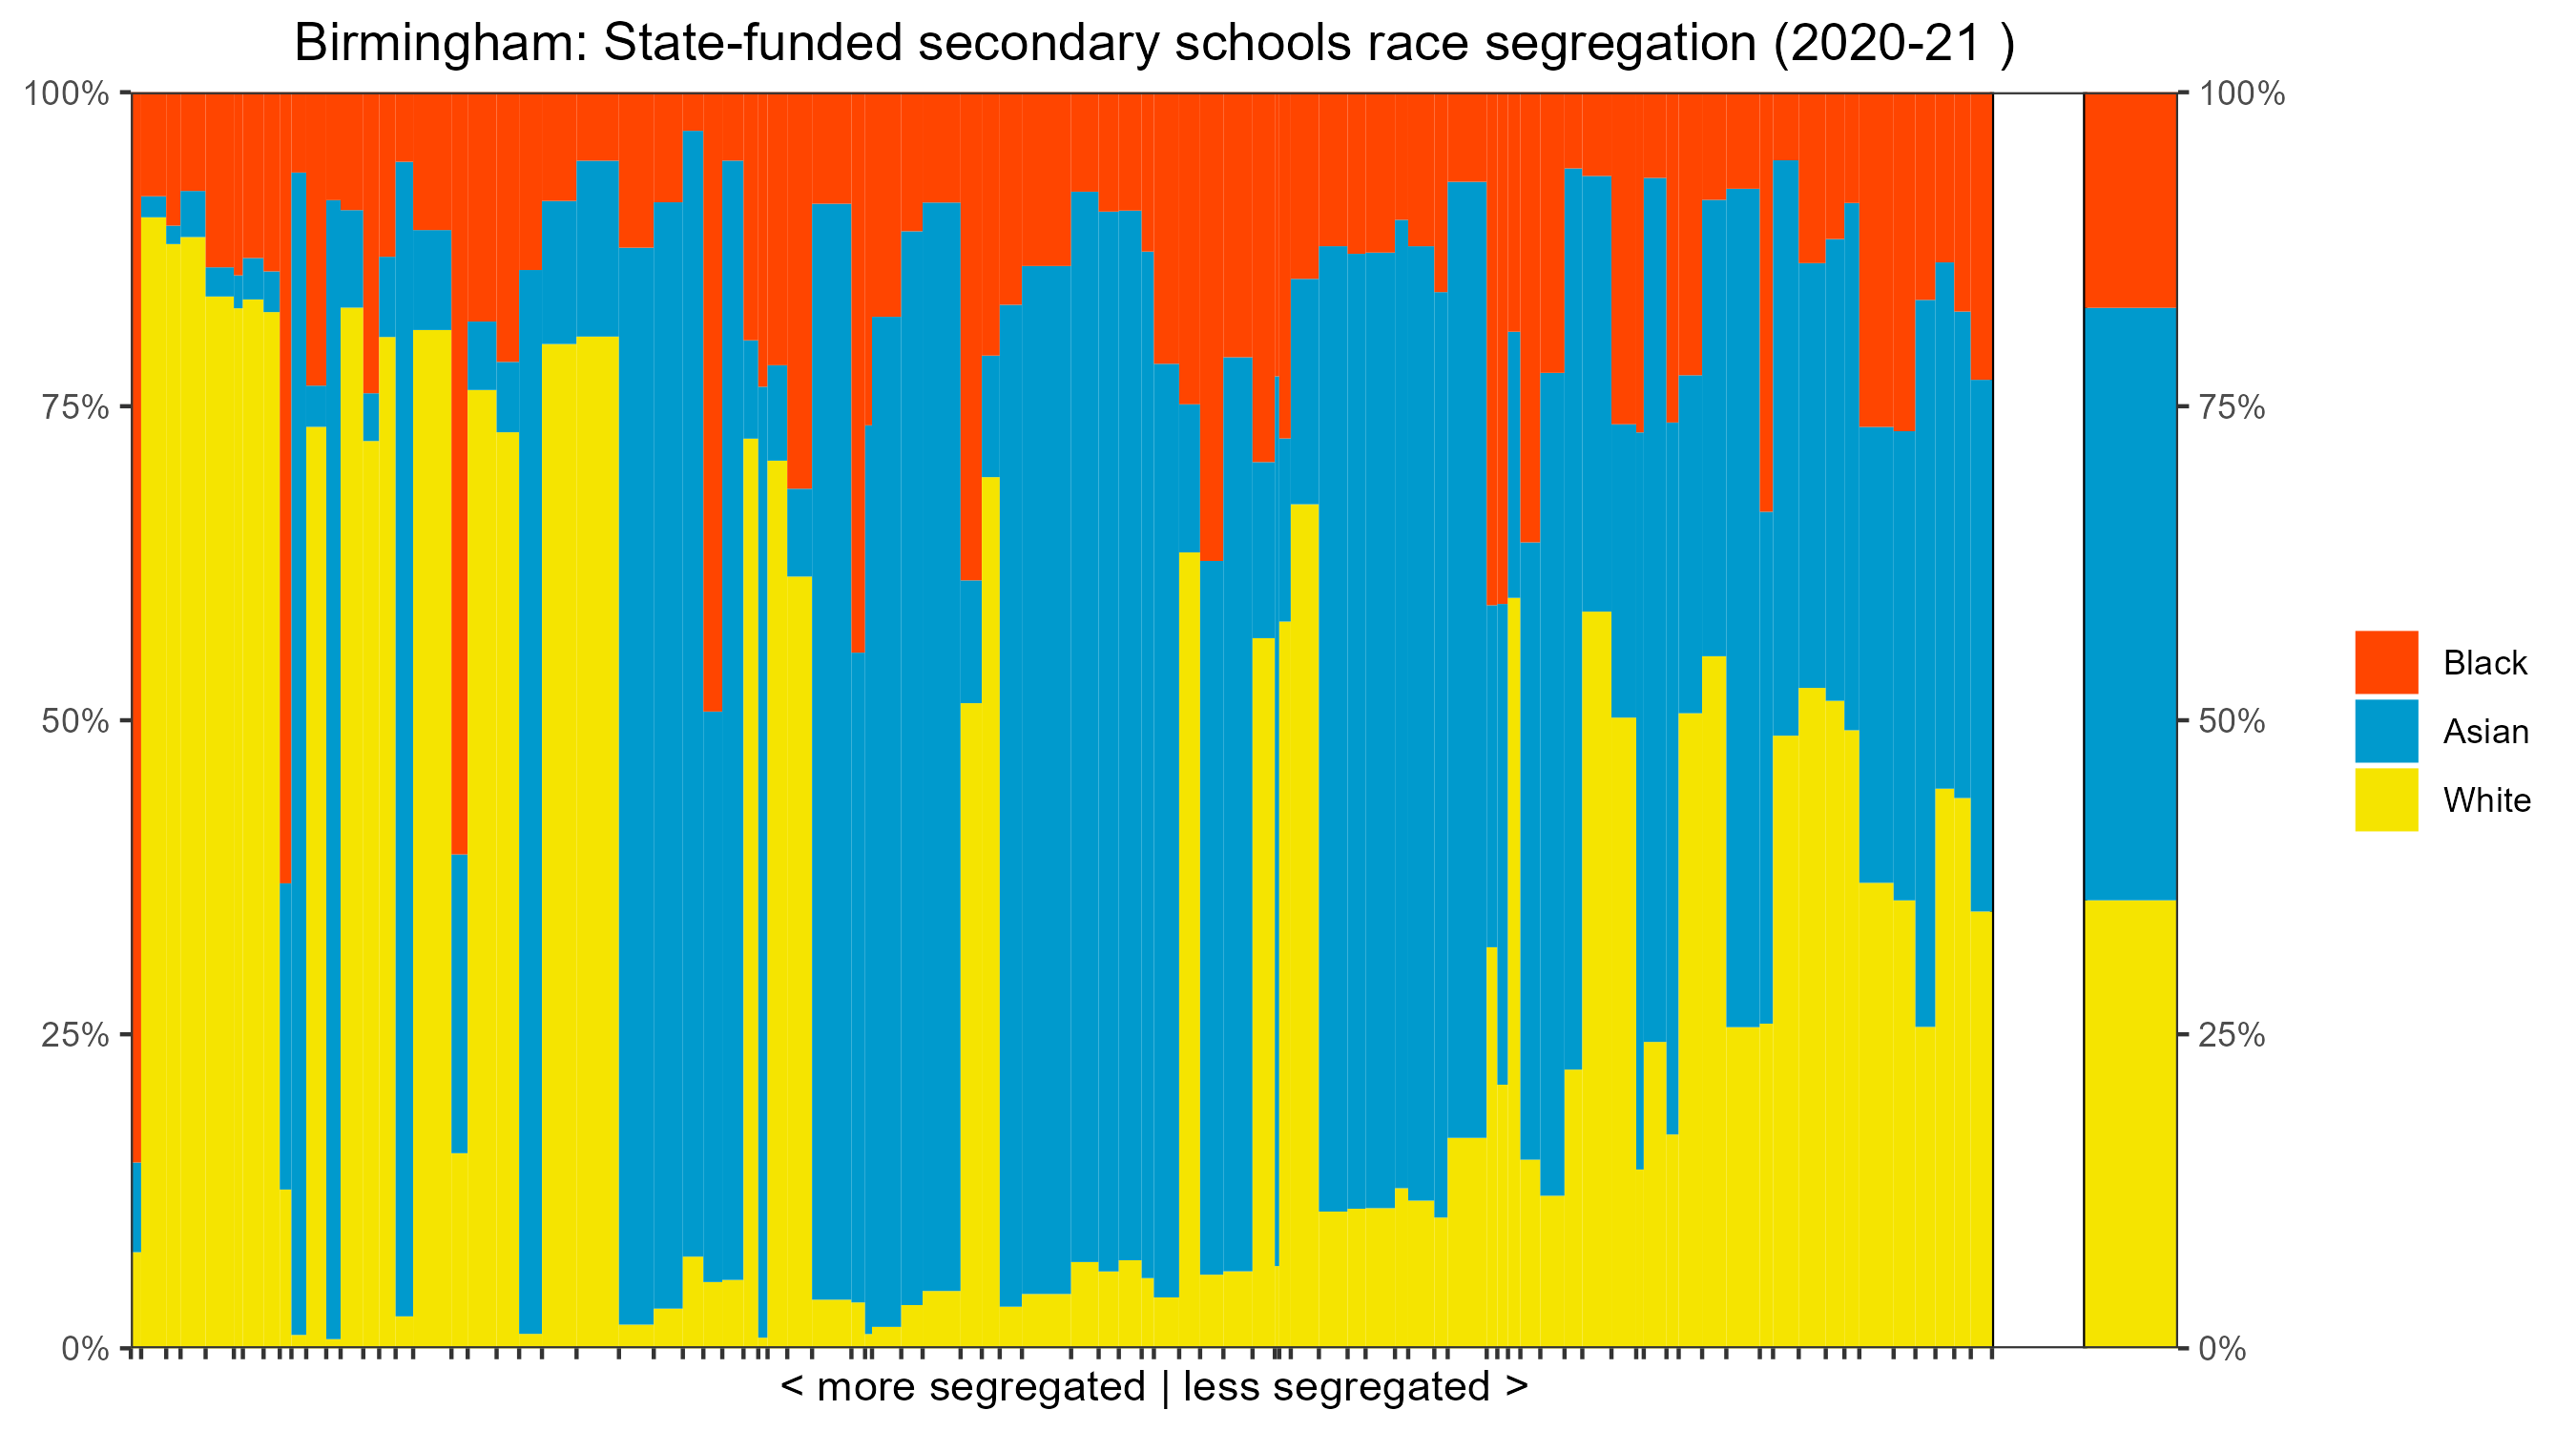 Birmingham: State-funded secondary schools race segregation (2020-21 )
100%
75%
50%
25%
0%
100%
75%
50%
25%
0%
Black
Asian
White
< more segregated | less segregated >